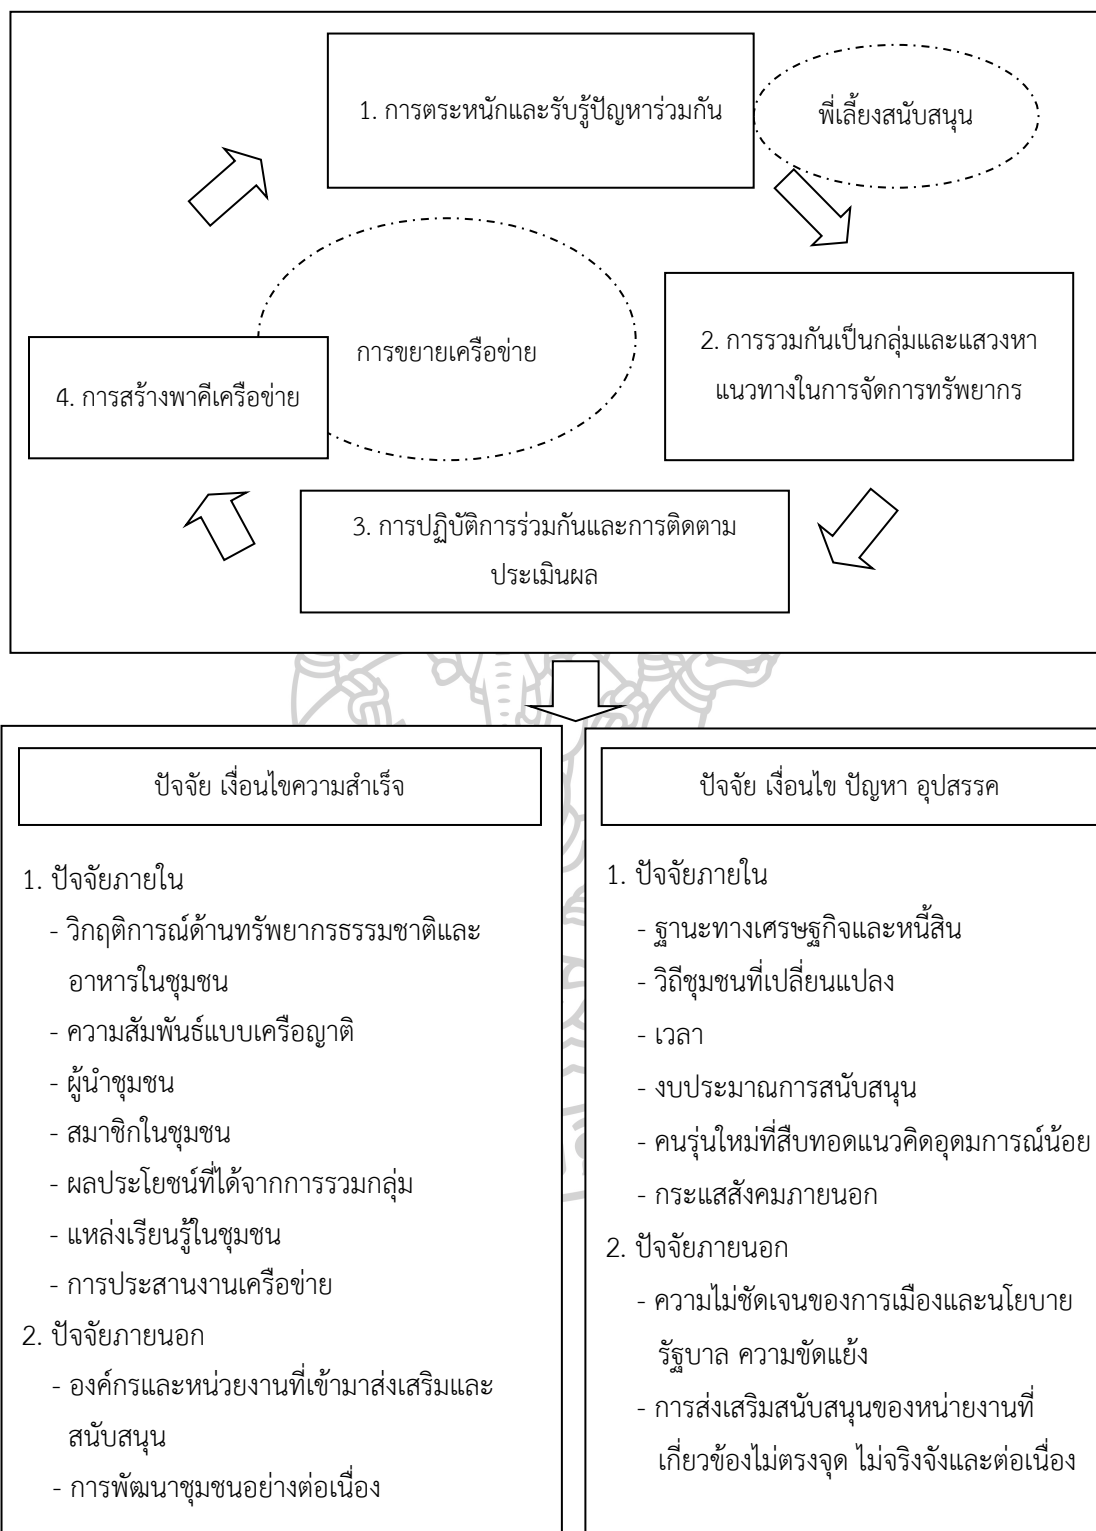 1. การตระหนักและรับรู้ปัญหาร่วมกัน
พี่เลี้ยงสนับสนุน
การขยายเครือข่าย
2. การรวมกันเป็นกลุ่มและแสวงหา
แนวทางในการจัดการทรัพยากร
4. การสร้างพาคีเครือข่าย
3. การปฏิบัติการร่วมกันและการติดตาม
ประเมินผล
ปัจจัย เงื่อนไขความสำเร็จ
1. ปัจจัยภายใน
- วิกฤติการณ์ด้านทรัพยากรธรรมชาติและ
อาหารในชุมชน
- ความสัมพันธ์แบบเครือญาติ
- ผู้นำชุมชน
- สมาชิกในชุมชน
- ผลประโยชน์ที่ได้จากการรวมกลุ่ม
- แหล่งเรียนรู้ในชุมชน
- การประสานงานเครือข่าย
2. ปัจจัยภายนอก
- องค์กรและหน่วยงานที่เข้ามาส่งเสริมและ
สนับสนุน
- การพัฒนาชุมชนอย่างต่อเนื่อง
ปัจจัย เงื่อนไข ปัญหา อุปสรรค
1. ปัจจัยภายใน
- ฐานะทางเศรษฐกิจและหนี้สิน
- วิถีชุมชนที่เปลี่ยนแปลง
- เวลา
- งบประมาณการสนับสนุน
- คนรุ่นใหม่ที่สืบทอดแนวคิดอุดมการณ์น้อย
- กระแสสังคมภายนอก
2. ปัจจัยภายนอก
- ความไม่ชัดเจนของการเมืองและนโยบาย
รัฐบาล ความขัดแย้ง
- การส่งเสริมสนับสนุนของหน่ายงานที่
เกี่ยวข้องไม่ตรงจุด ไม่จริงจังและต่อเนื่อง